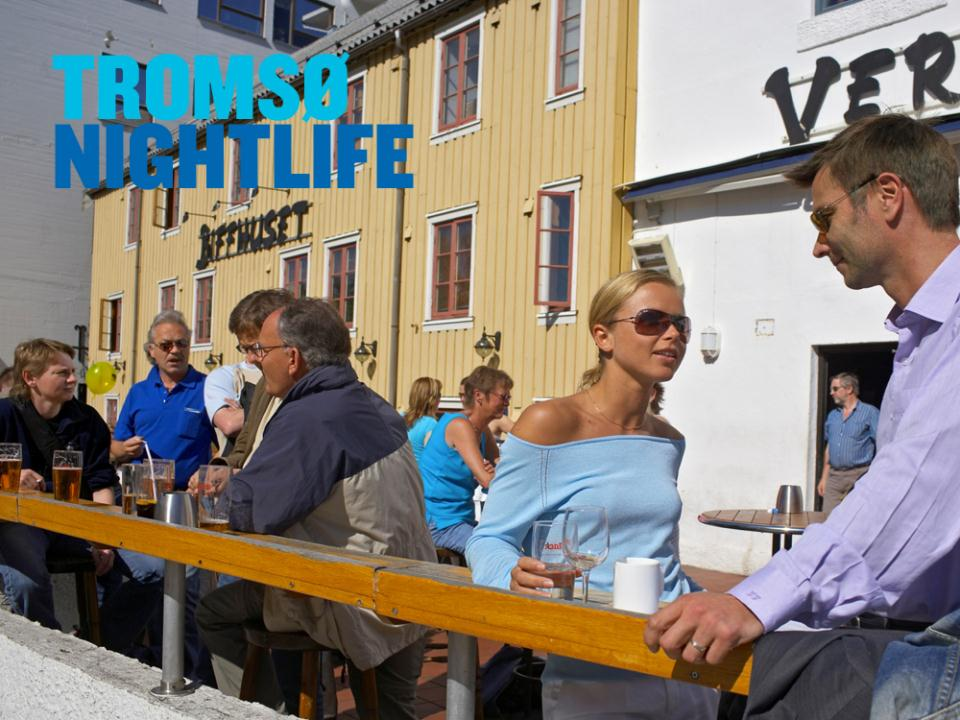 TROMSØ
NIGHTLIFE
BIFFHUSET
VER